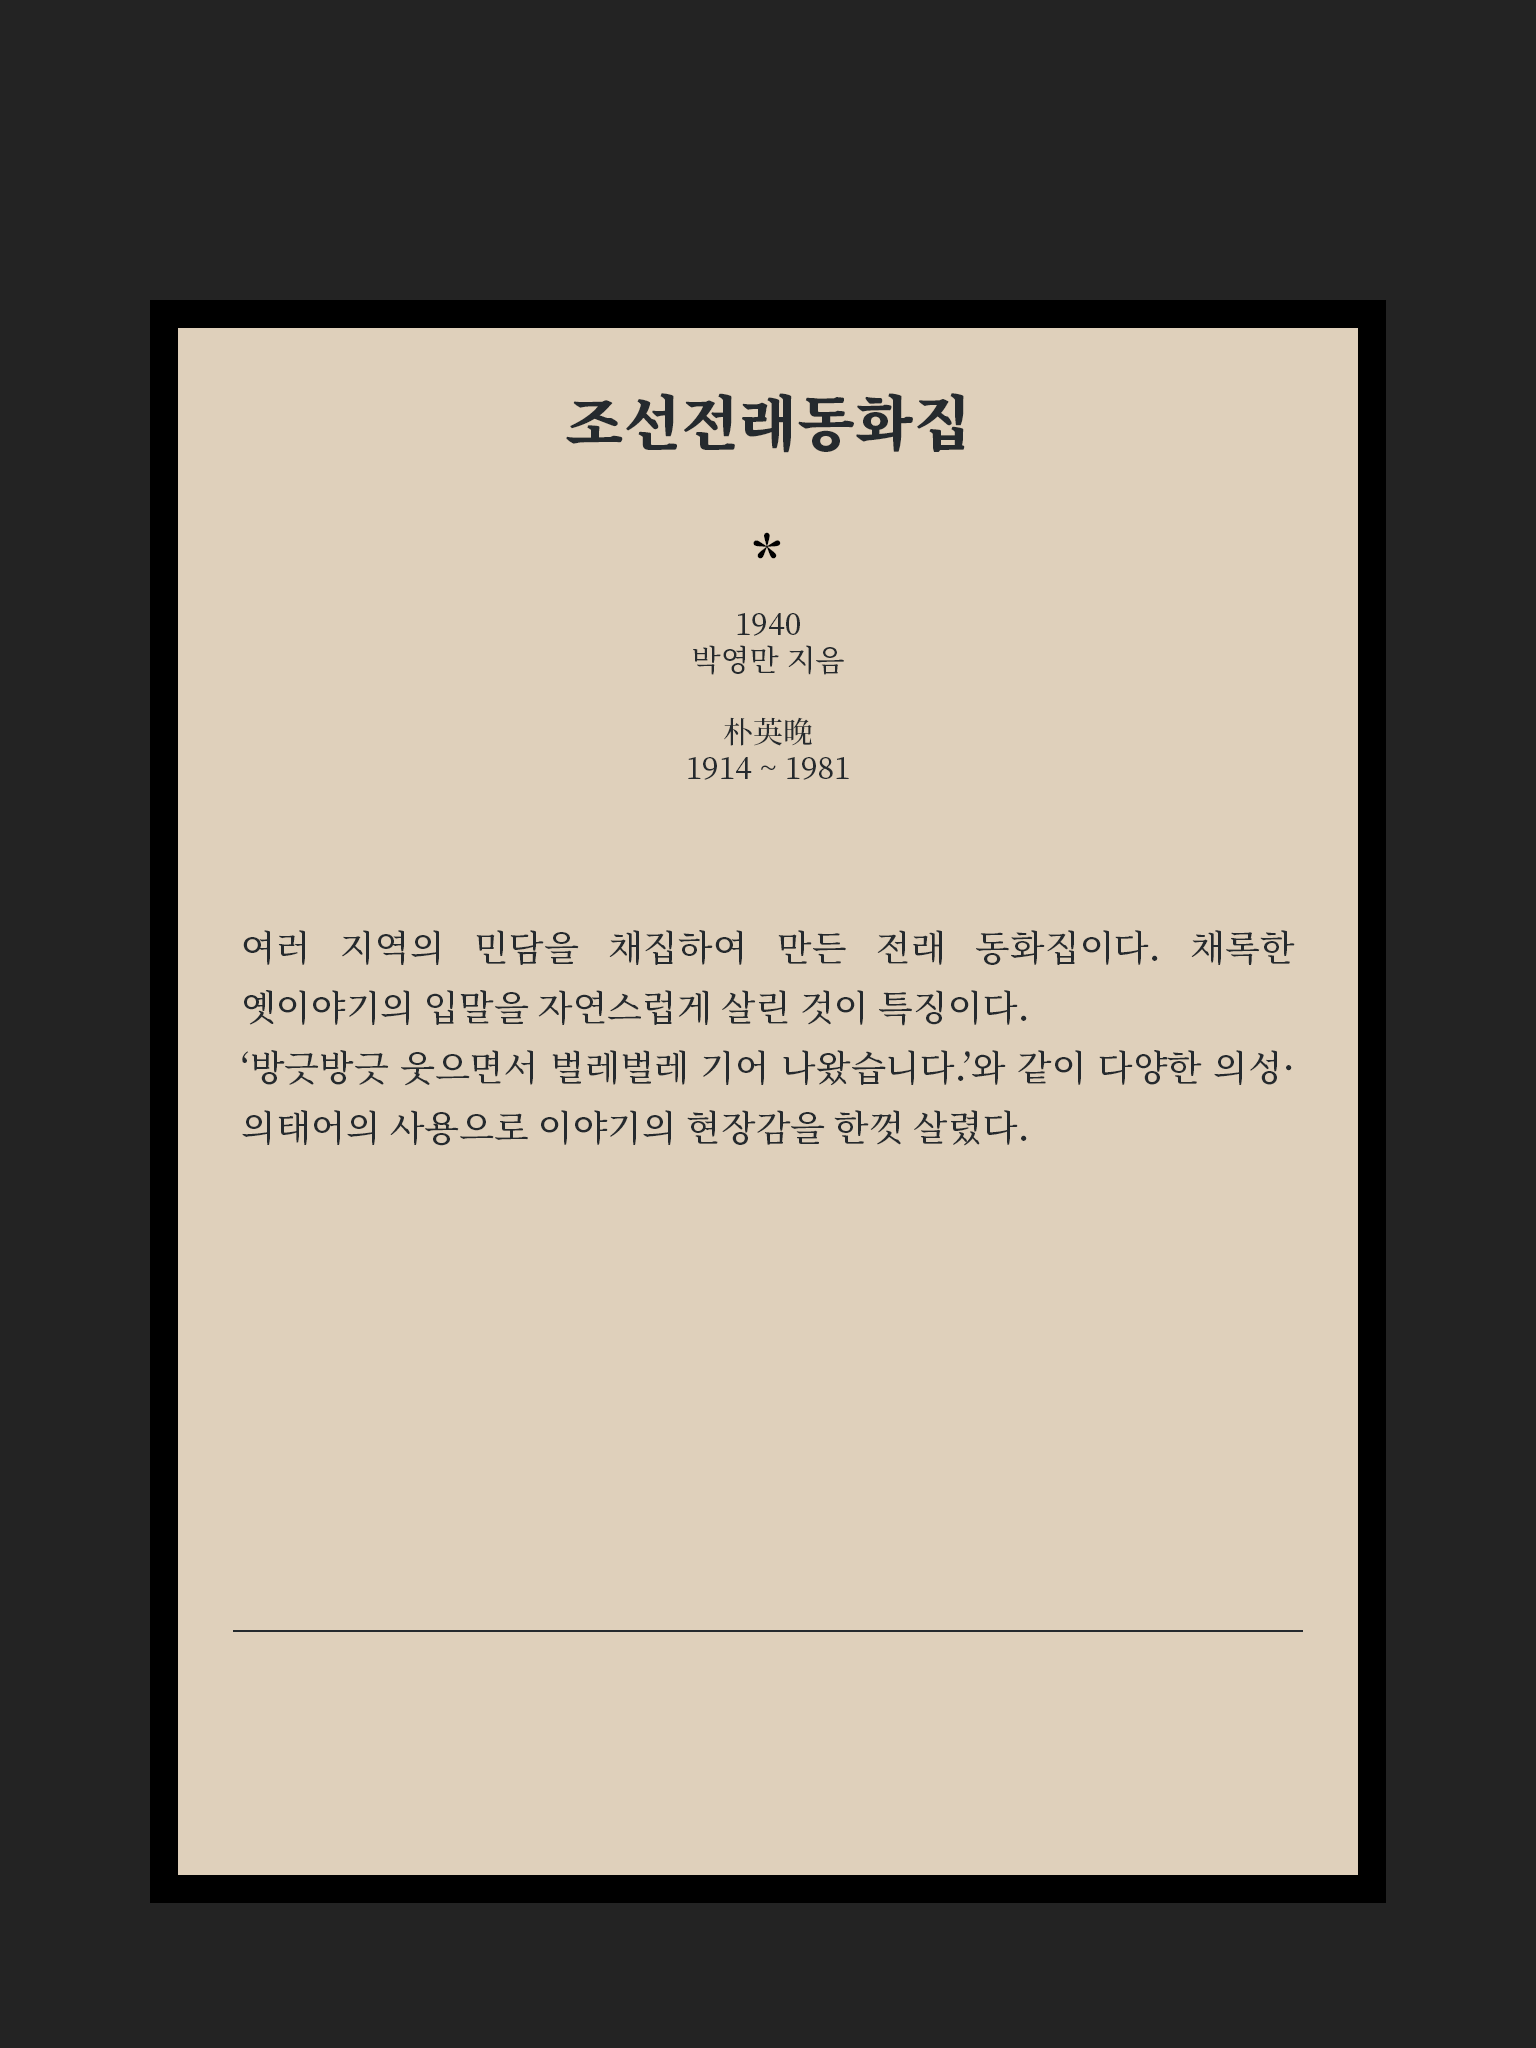 조선전래동화집
*
1940
박영만 지음
朴英晩
1914 ~ 1981
여러 지역의 민담을 채집하여 만든 전래 동화집이다. 채록한
옛이야기의 입말을 자연스럽게 살린 것이 특징이다.
‘방긋방긋 웃으면서 벌레벌레 기어 나왔습니다.’와 같이 다양한 의성·
의태어의 사용으로 이야기의 현장감을 한껏 살렸다.